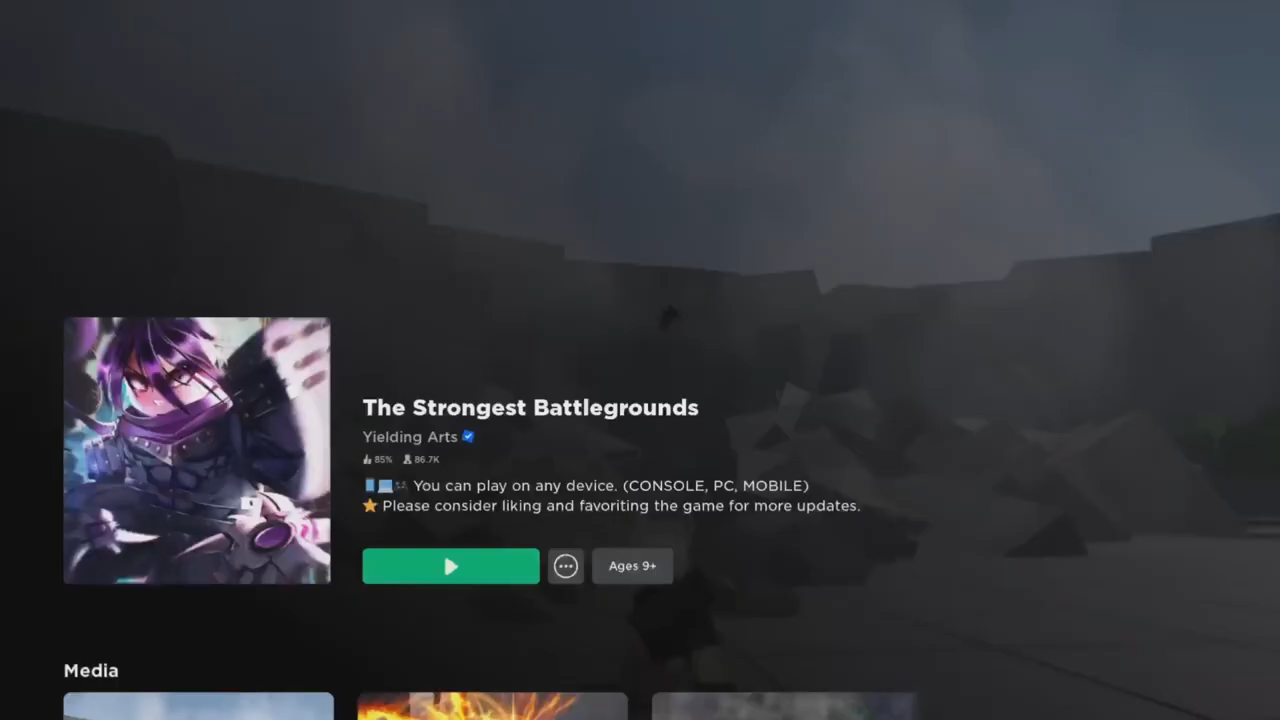 The Strongest Battlegrounds
Yielding Arts
85% 86.7K
You can play on any device. (CONSOLE, PC, MOBILE)
Please consider liking and favoriting the game for more updates.
Ages 9+
Media